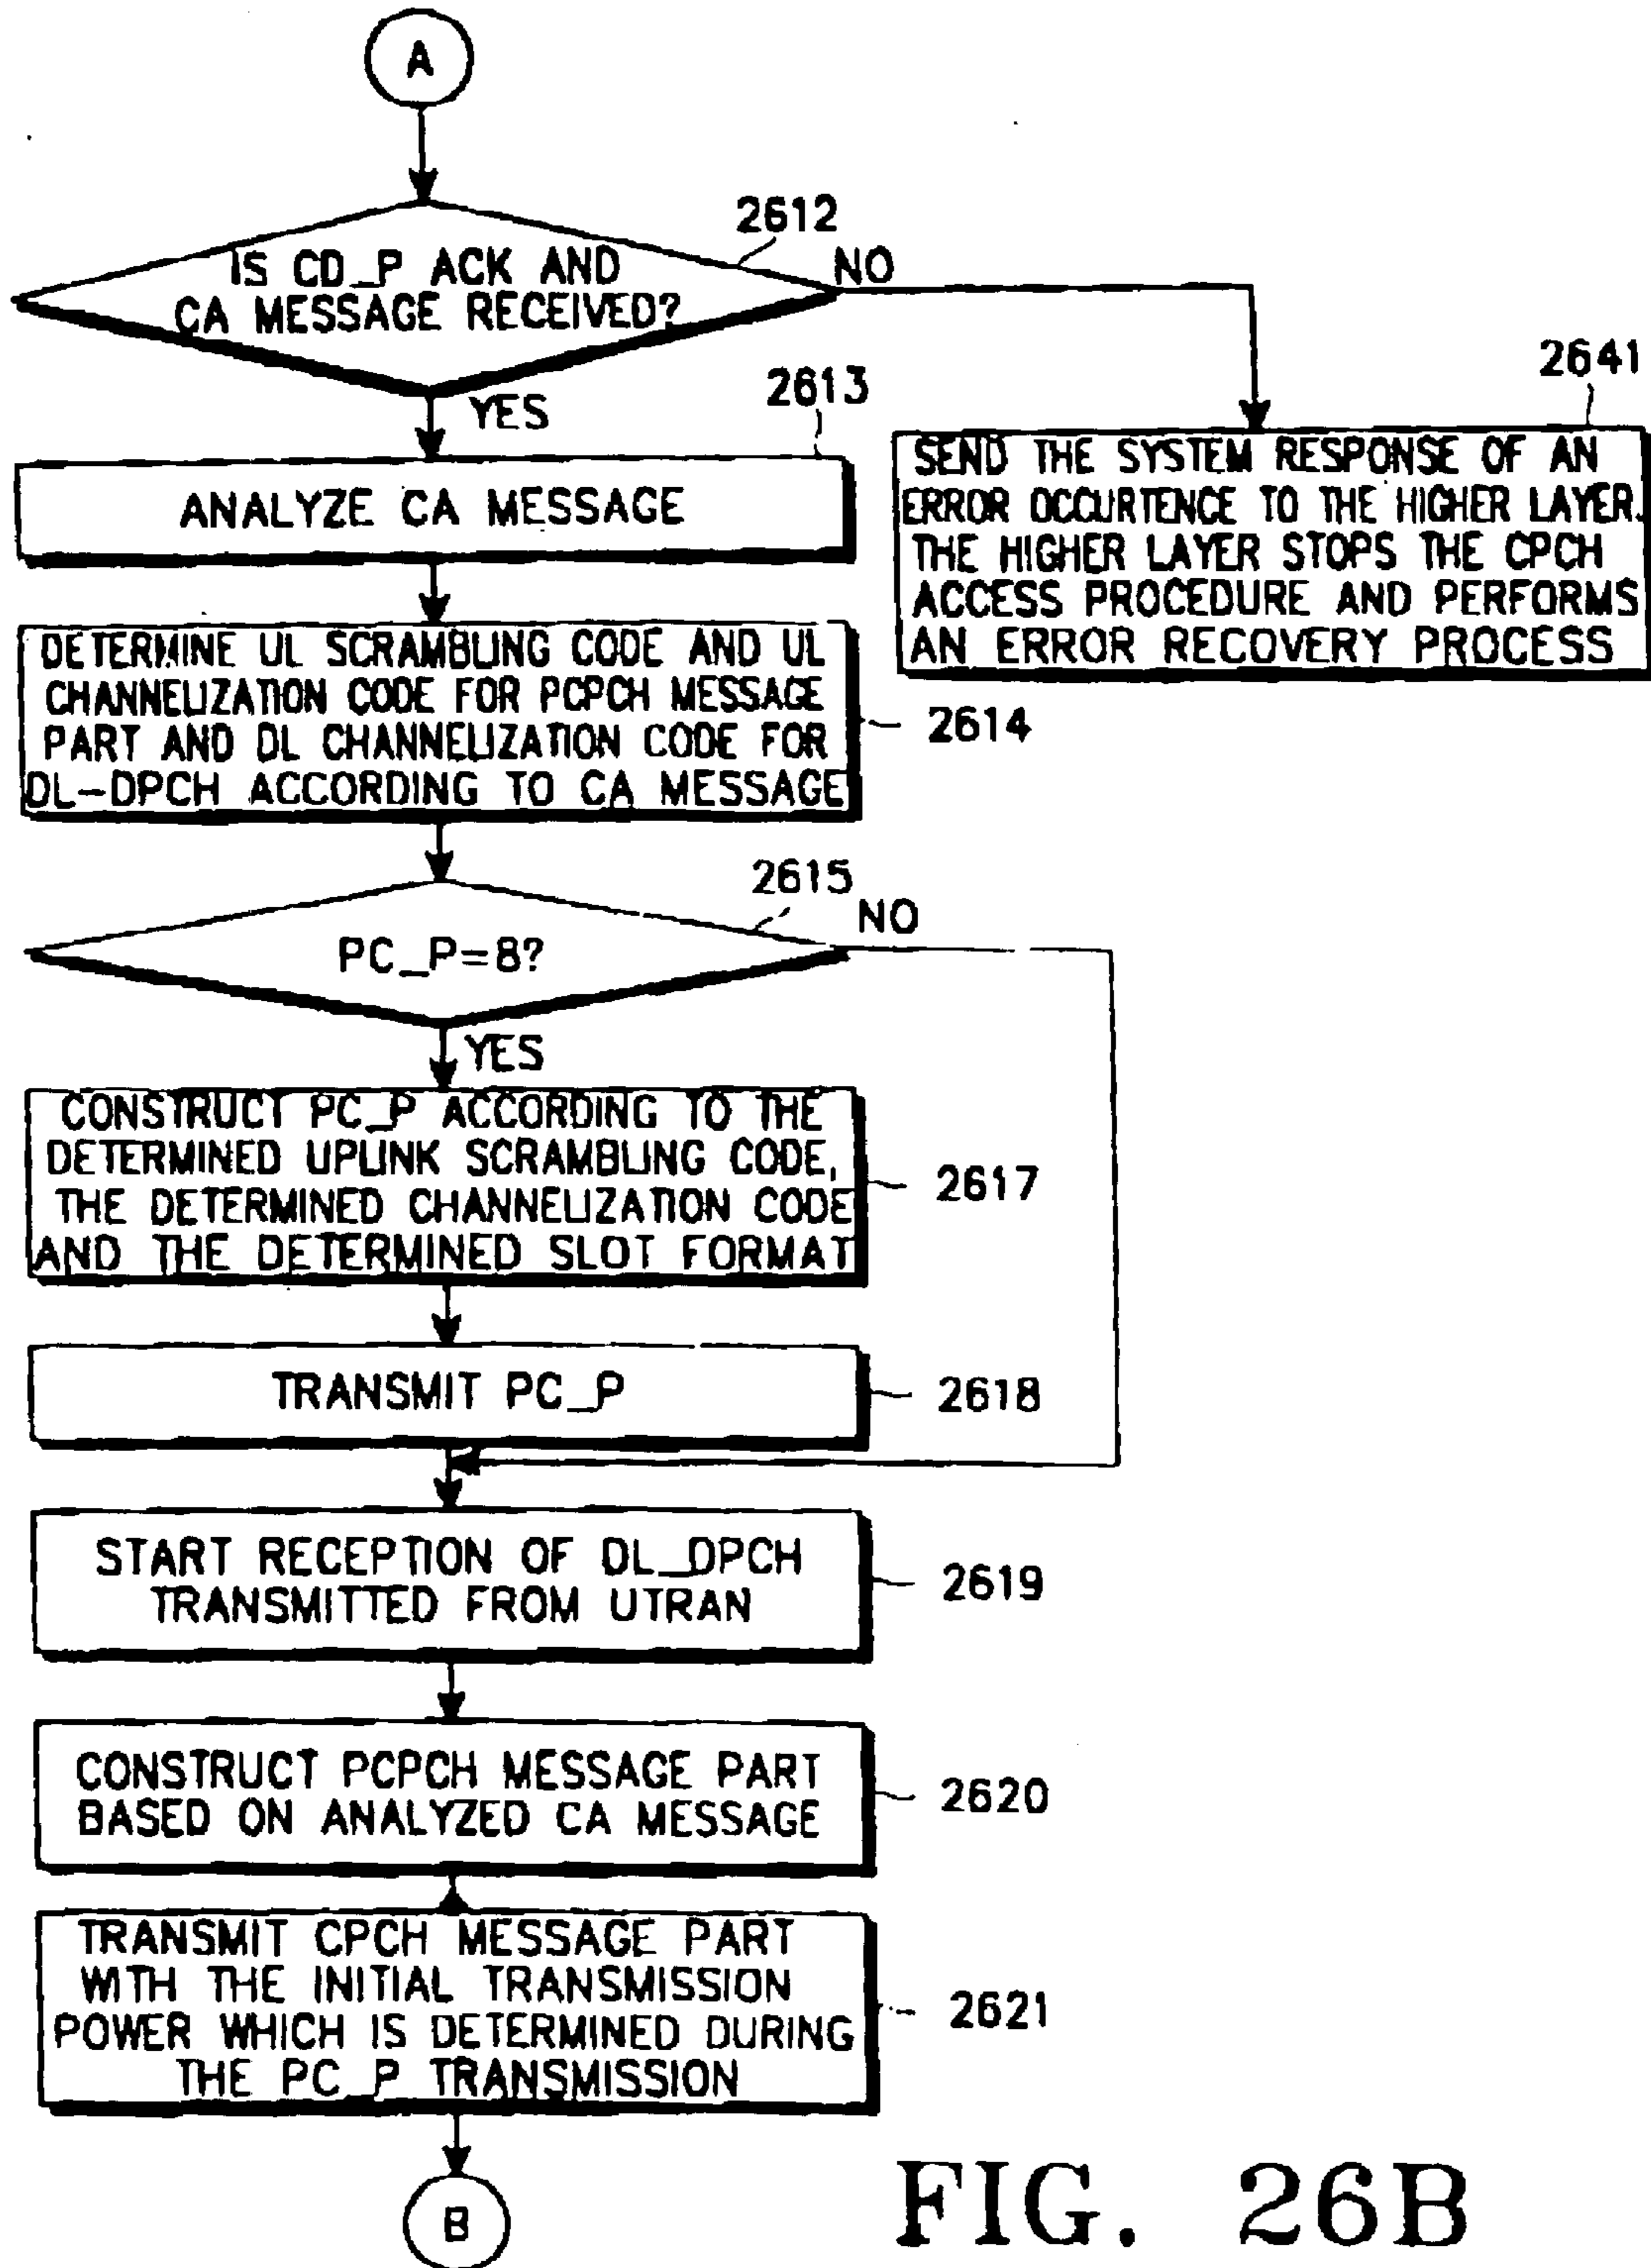 A
IS CD_P ACK AND
CA MESSAGE RECEIVED?
2612
NO
YES
2641
SEND THE SYSTEM RESPONSE OF AN
ERROR OCCURTENCE TO THE HIGHER LAYER.
THE HIGHER LAYER STOPS THE CPCH
ACCESS PROCEDURE AND PERFORMS
AN ERROR RECOVERY PROCESS
2613
ANALYZE CA MESSAGE
DETERMINE UL SCRAMBLING CODE AND UL
CHANNELIZATION CODE FOR PCPCH MESSAGE
PART AND DL CHANNELIZATION CODE FOR
DL-DPCH ACCORDING TO CA MESSAGE
2614
2615
PC_P=8?
NO
YES
CONSTRUCT PC_P ACCORDING TO THE
DETERMINED UPLINK SCRAMBLING CODE,
THE DETERMINED CHANNELIZATION CODE
AND THE DETERMINED SLOT FORMAT
2617
TRANSMIT PC_P
2618
START RECEPTION OF DL_DPCH
TRANSMITTED FROM UTRAN
2619
CONSTRUCT PCPCH MESSAGE PART
BASED ON ANALYZED CA MESSAGE
2620
TRANSMIT CPCH MESSAGE PART
WITH THE INITIAL TRANSMISSION
POWER WHICH IS DETERMINED DURING
THE PC_P TRANSMISSION
2621
B
FIG. 26B